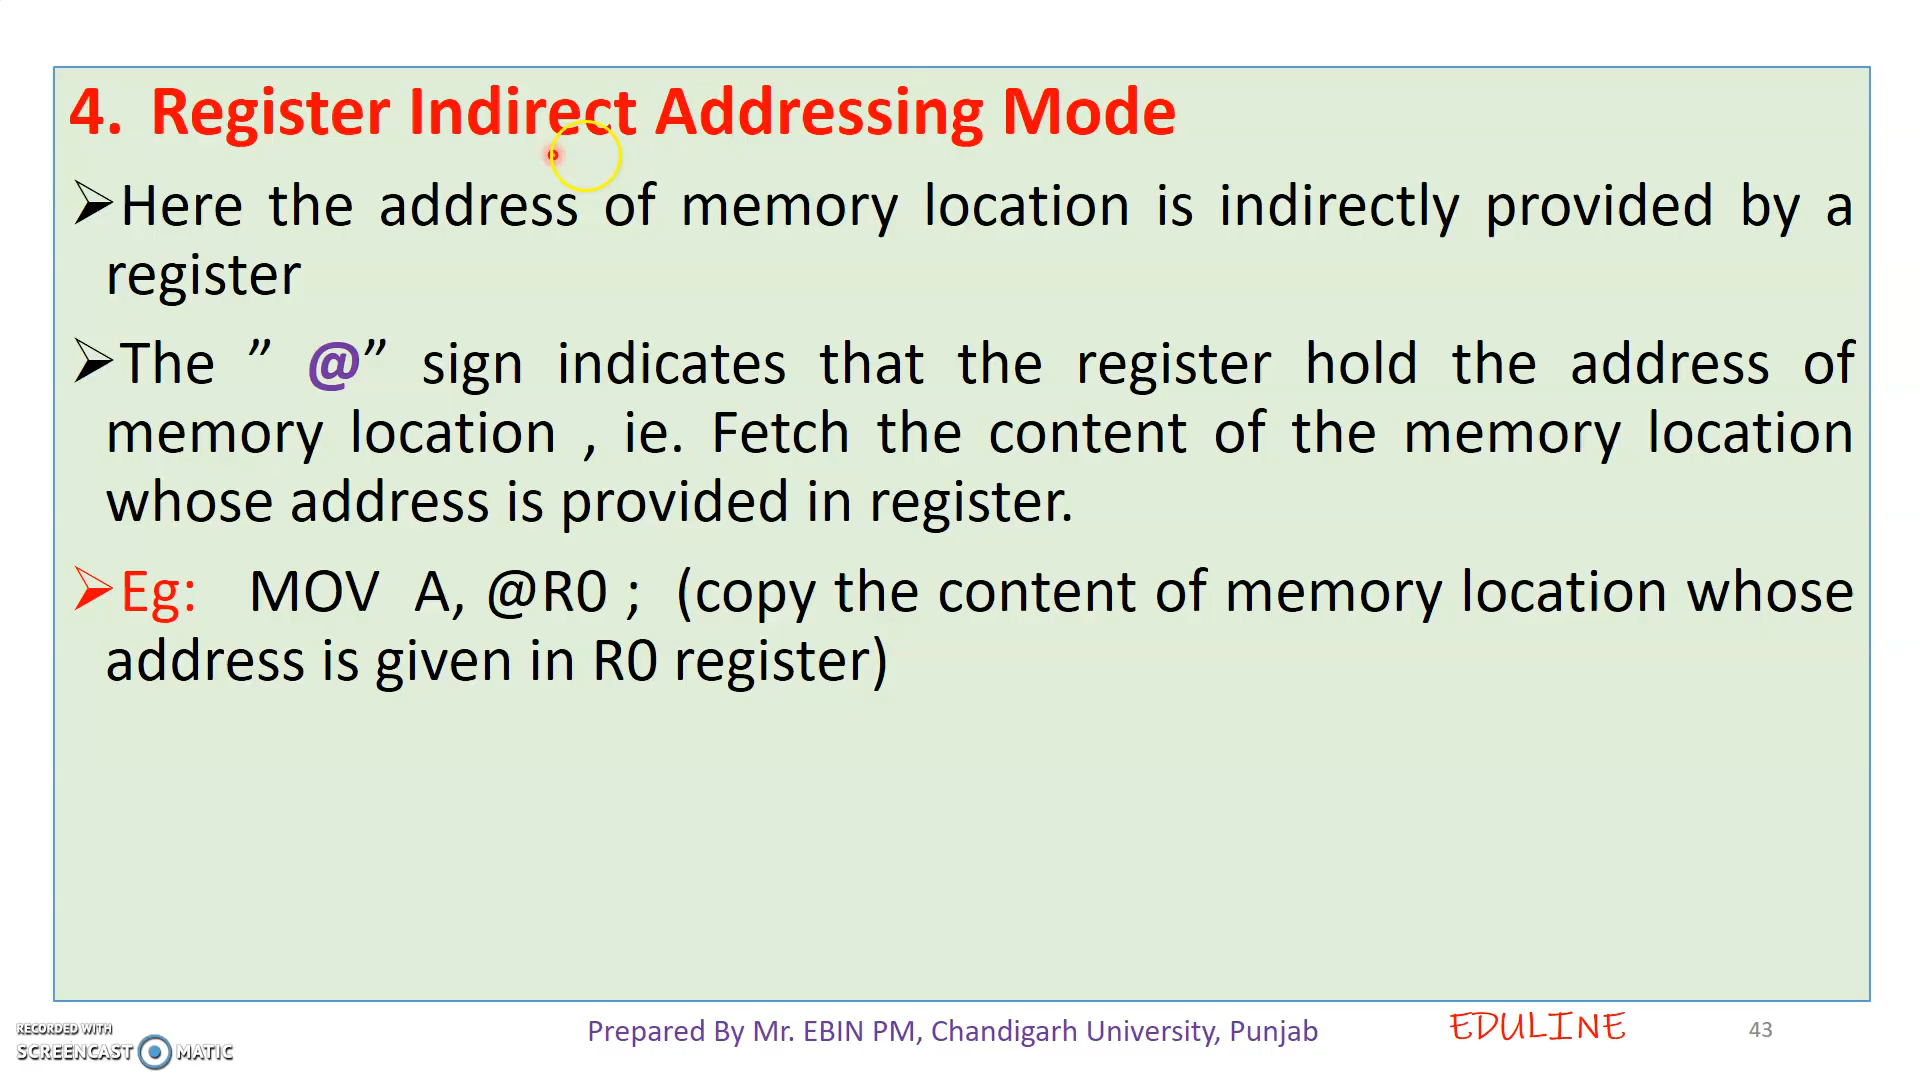 4. Register Indirect Addressing Mode
➢Here the address of memory location is indirectly provided by a
register
➢The ” @” sign indicates that the register hold the address of
memory location , ie. Fetch the content of the memory location
whose address is provided in register.
➢Eg: MOV A, @R0 ; (copy the content of memory location whose
address is given in R0 register)
RECORDED WITH
SCREENCAST MATIC
Prepared By Mr. EBIN PM, Chandigarh University, Punjab
EDULINE
43